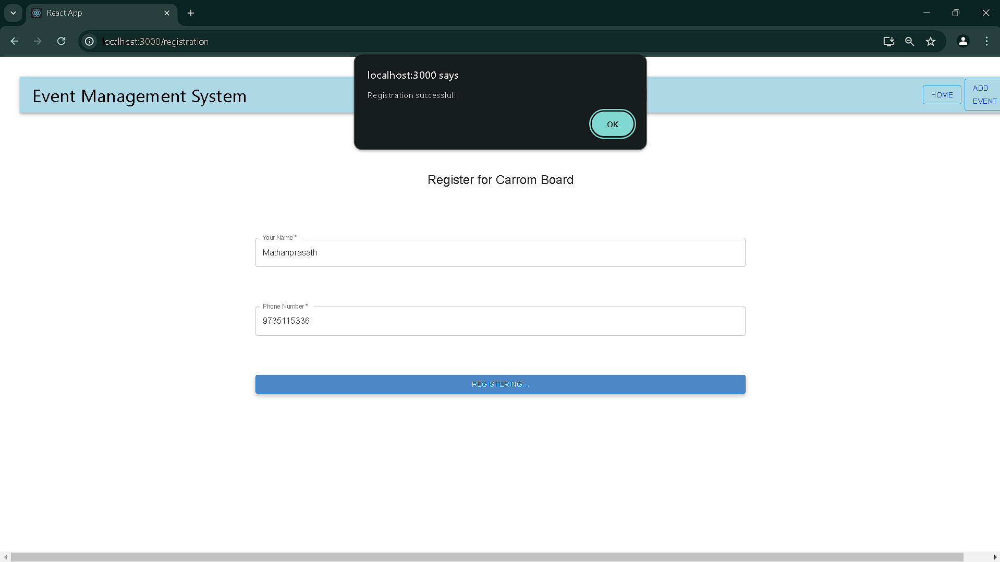 React App
localhost:3000/registration
localhost:3000 says
Registration successful!
OK
Event Management System
HOME
ADD
EVENT
Register for Carrom Board
Your Name *
Mathanprasath
Phone Number *
9735115336
REGISTERING...